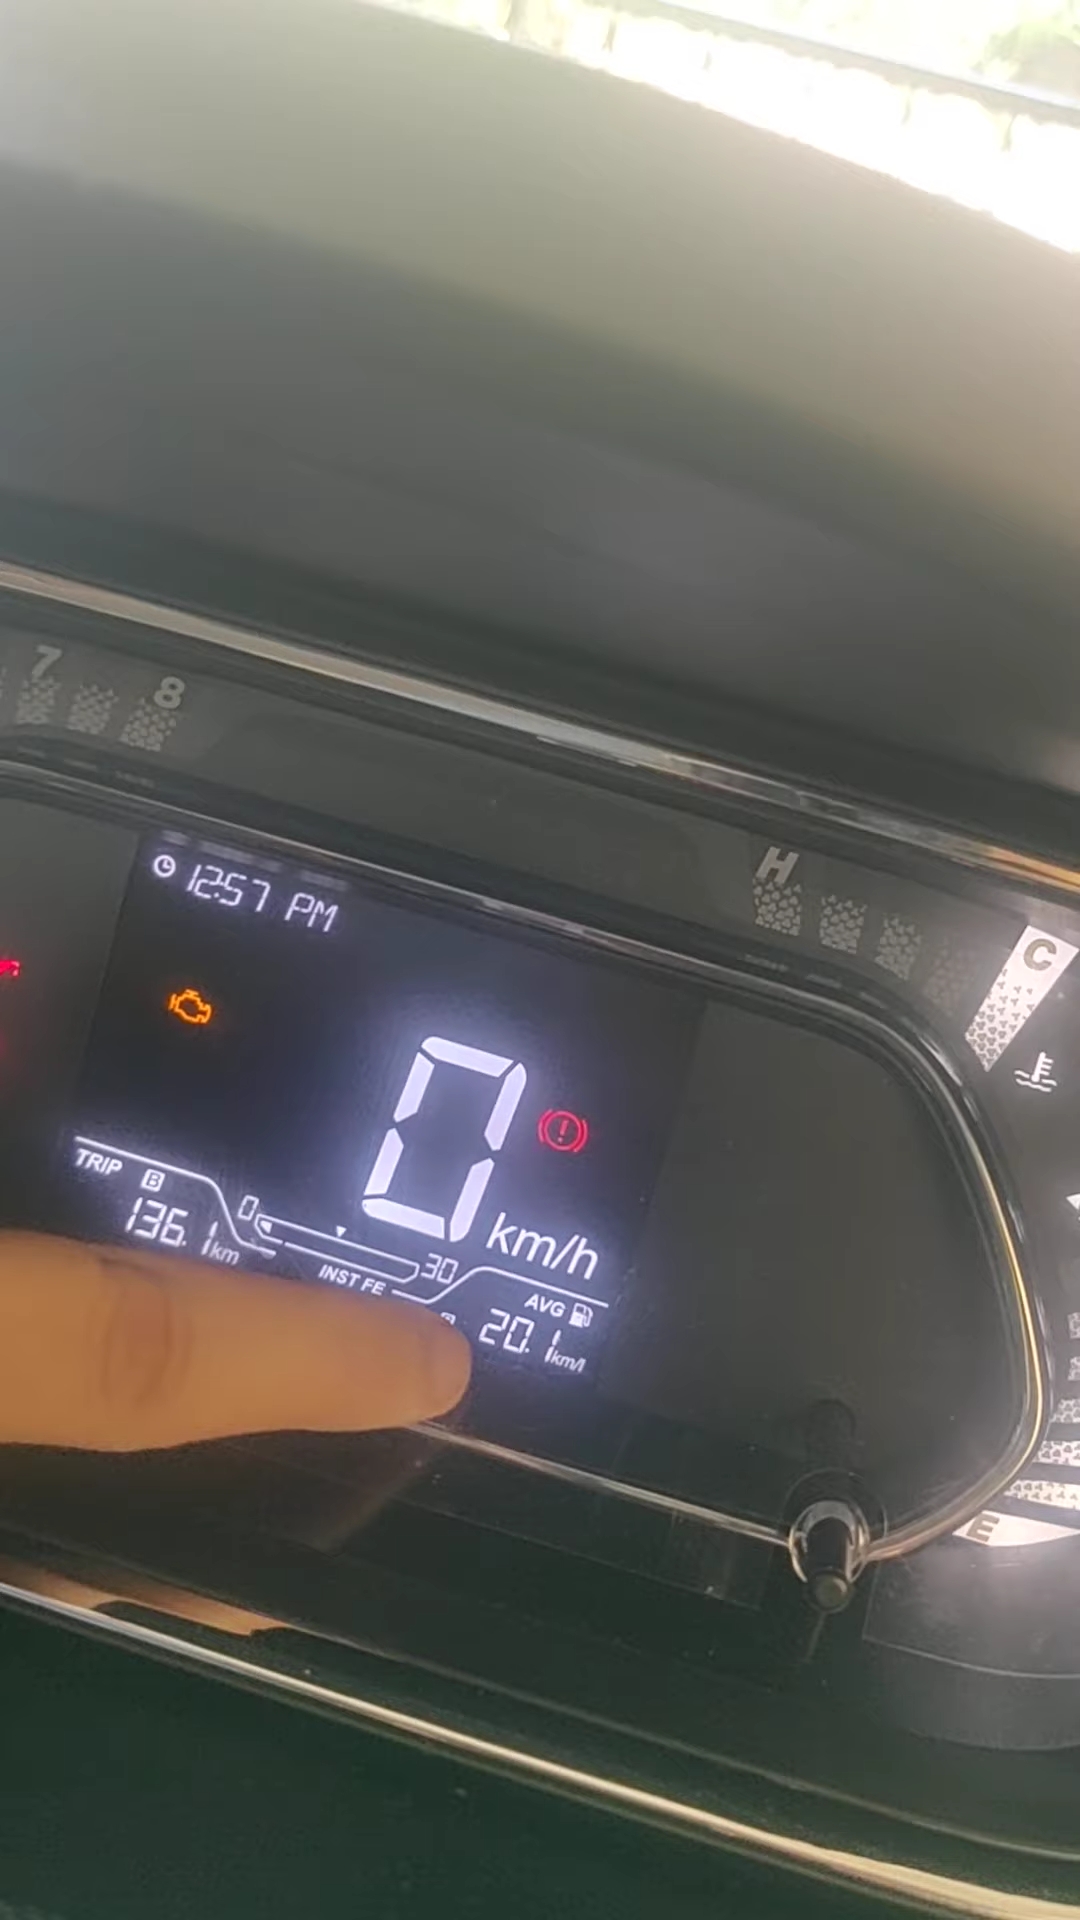 7 8
12:57 PM
H
C
0 km/h
TRIP B
136.1 km
0
30
INST FE
AVG
20.1 km/l
E